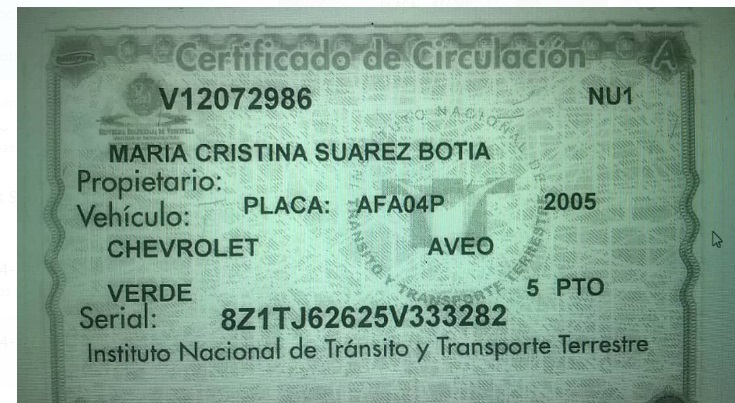 Certificado de Circulación A
V12072986 NU1
MARIA CRISTINA SUAREZ BOTIA
Propietario:
Vehículo: PLACA: AFA04P 2005
CHEVROLET AVEO
VERDE 5 PTO
Serial: 8Z1TJ62625V333282
Instituto Nacional de Tránsito y Transporte Terrestre
INSTITUTO NACIONAL DE TRANSITO Y TRANSPORTE TERRESTRE